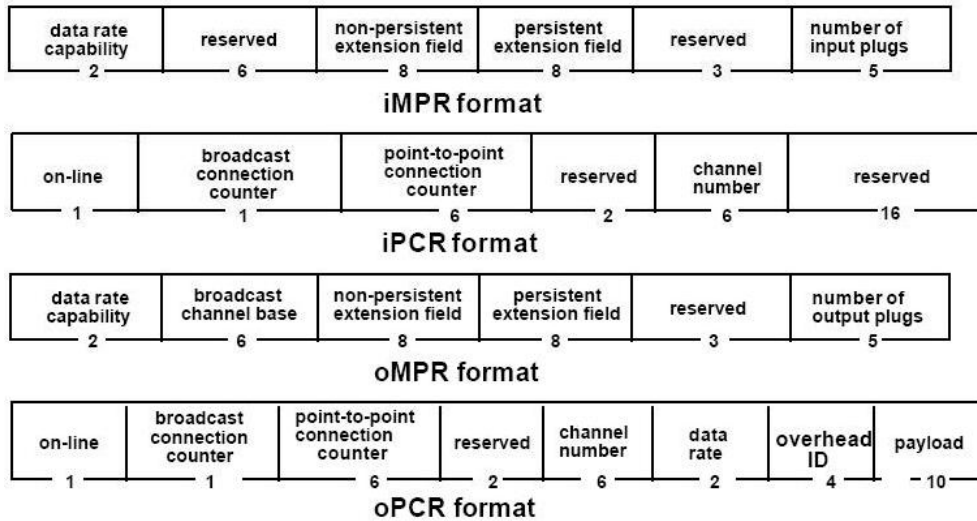 data rate capability
reserved
non-persistent extension field
persistent extension field
reserved
number of input plugs
2 6 8 8 3 5
iMPR format
on-line
broadcast connection counter
point-to-point connection counter
reserved
channel number
reserved
1 1 6 2 6 16
iPCR format
data rate capability
broadcast channel base
non-persistent extension field
persistent extension field
reserved
number of output plugs
2 6 8 8 3 5
oMPR format
on-line
broadcast connection counter
point-to-point connection counter
reserved
channel number
data rate
overhead ID
payload
1 1 6 2 6 2 4 10
oPCR format